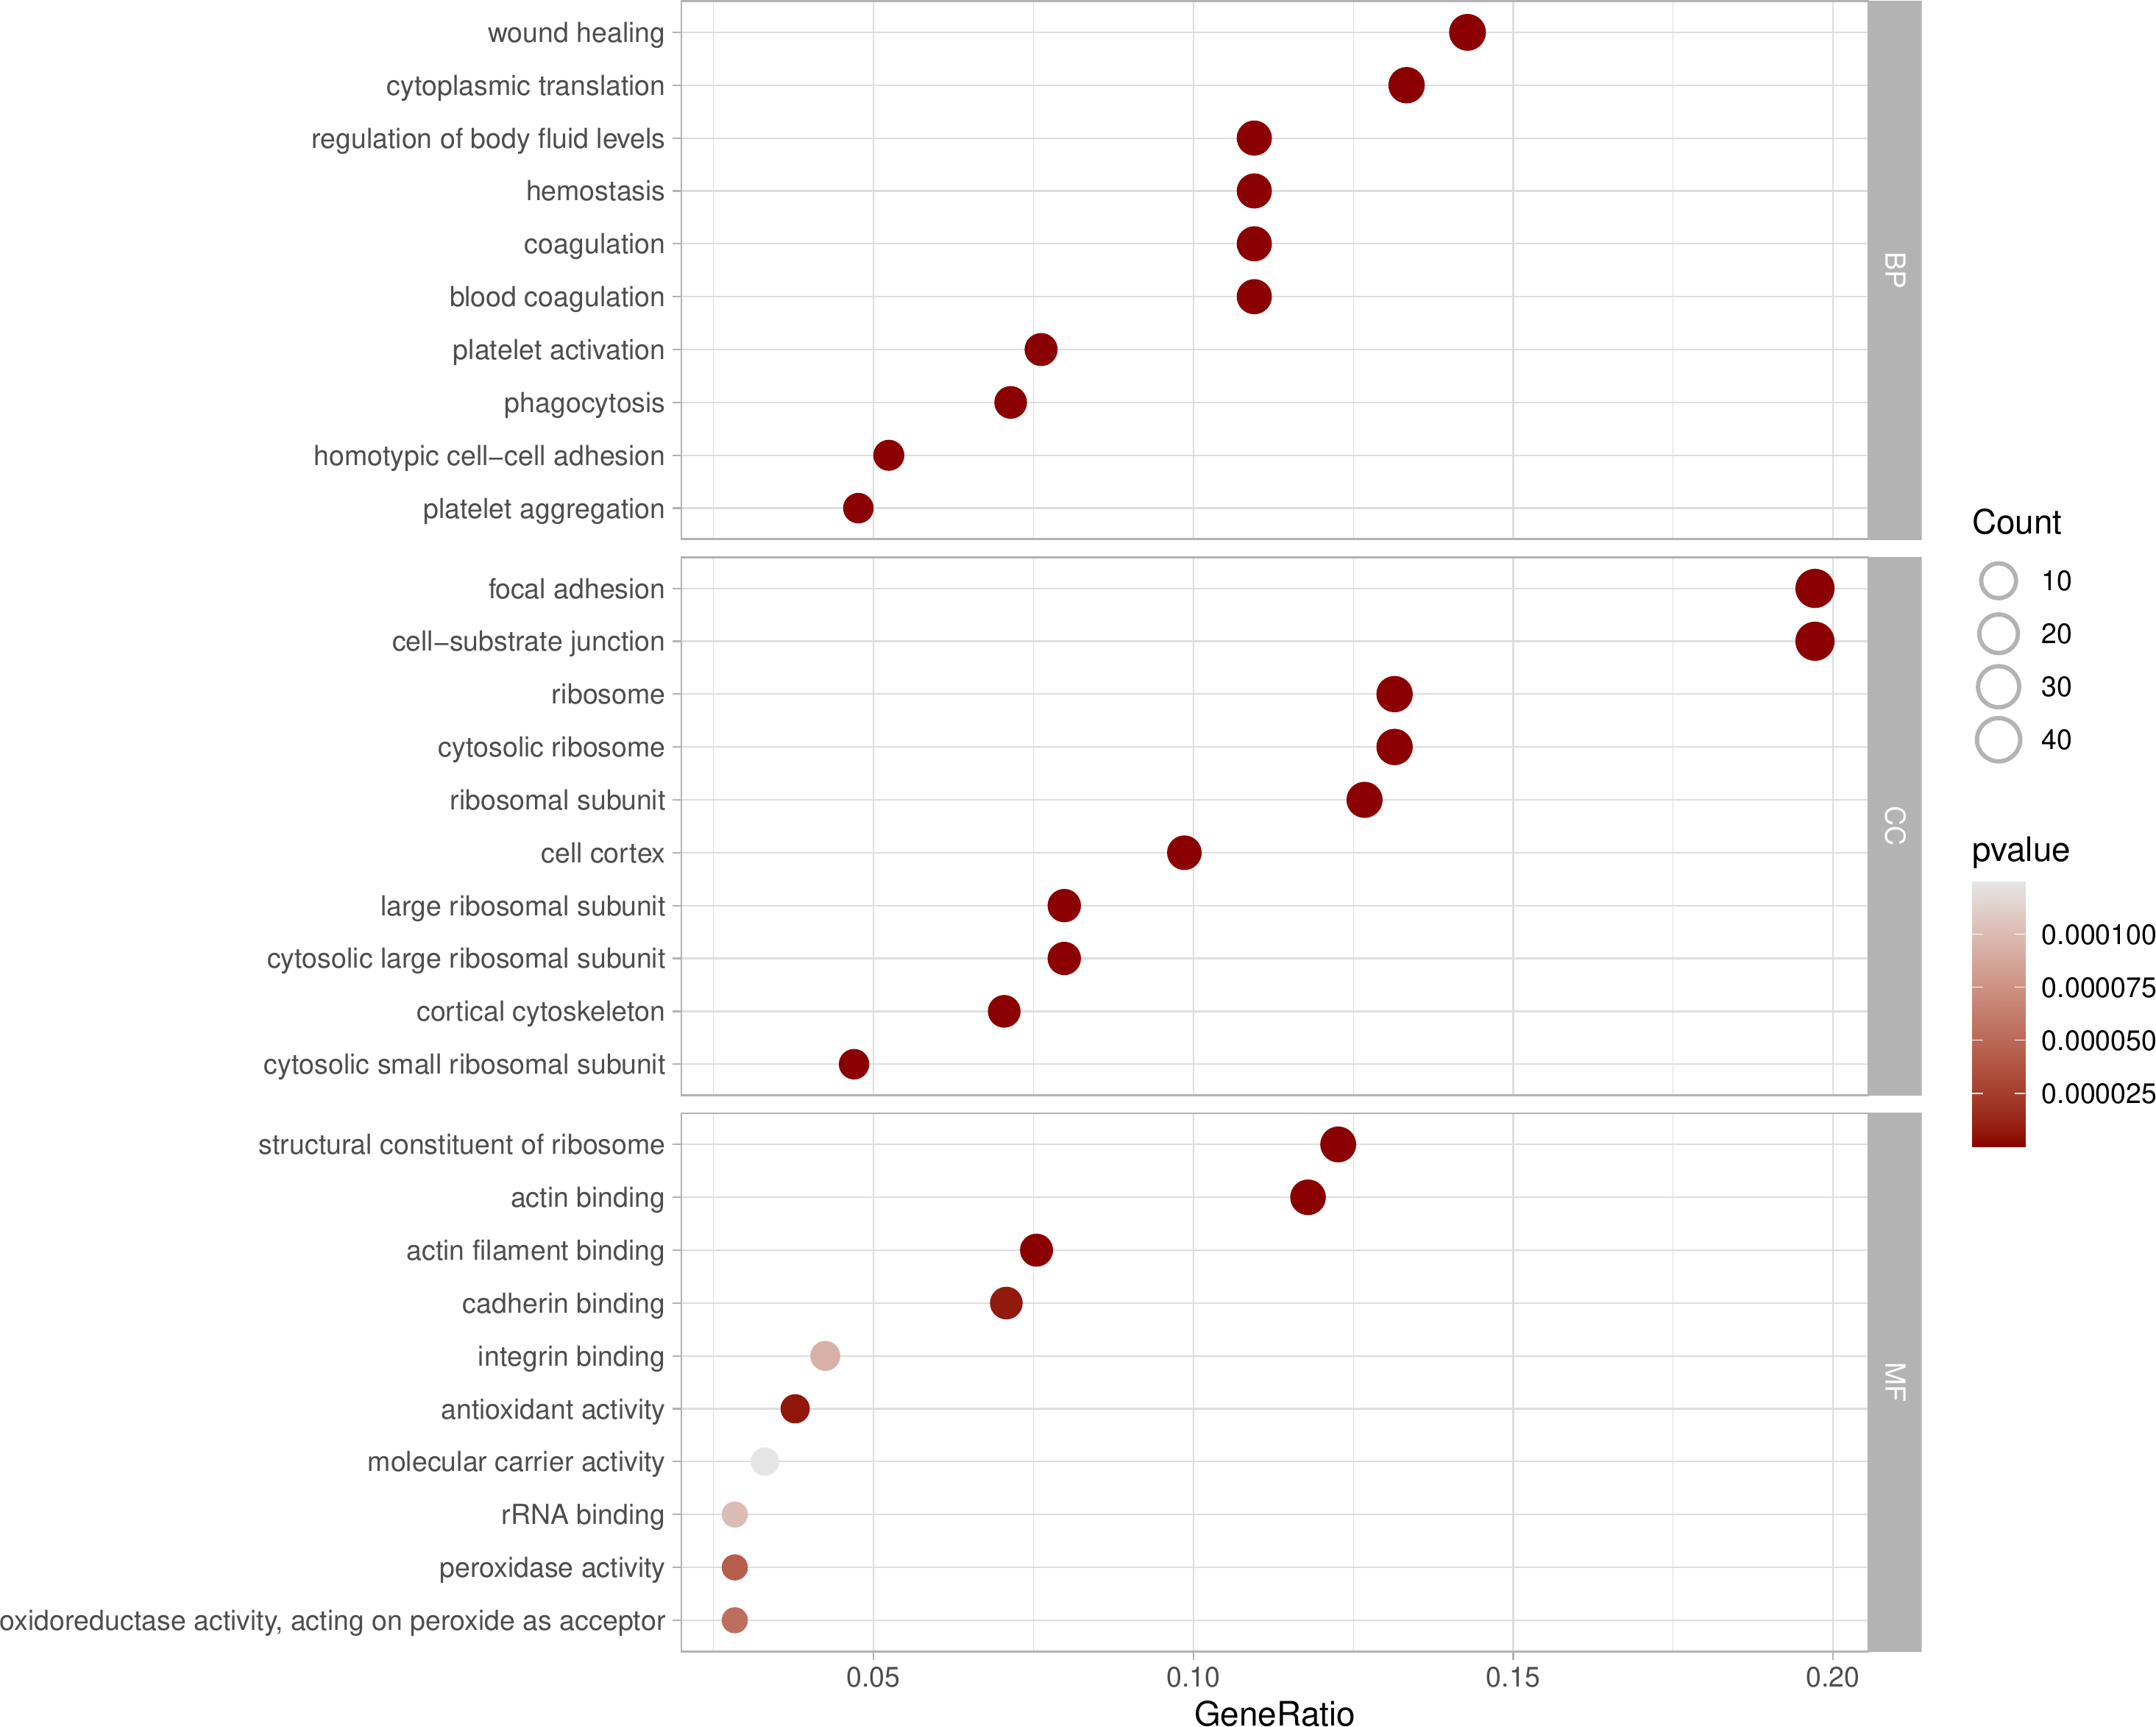 wound healing
cytoplasmic translation
regulation of body fluid levels
hemostasis
coagulation
blood coagulation
platelet activation
phagocytosis
homotypic cell−cell adhesion
platelet aggregation
BP
focal adhesion
cell−substrate junction
ribosome
cytosolic ribosome
ribosomal subunit
cell cortex
large ribosomal subunit
cytosolic large ribosomal subunit
cortical cytoskeleton
cytosolic small ribosomal subunit
CC
structural constituent of ribosome
actin binding
actin filament binding
cadherin binding
integrin binding
antioxidant activity
molecular carrier activity
rRNA binding
peroxidase activity
oxidoreductase activity, acting on peroxide as acceptor
MF
0.05
0.10
0.15
0.20
GeneRatio
Count
10
20
30
40
pvalue
0.000100
0.000075
0.000050
0.000025